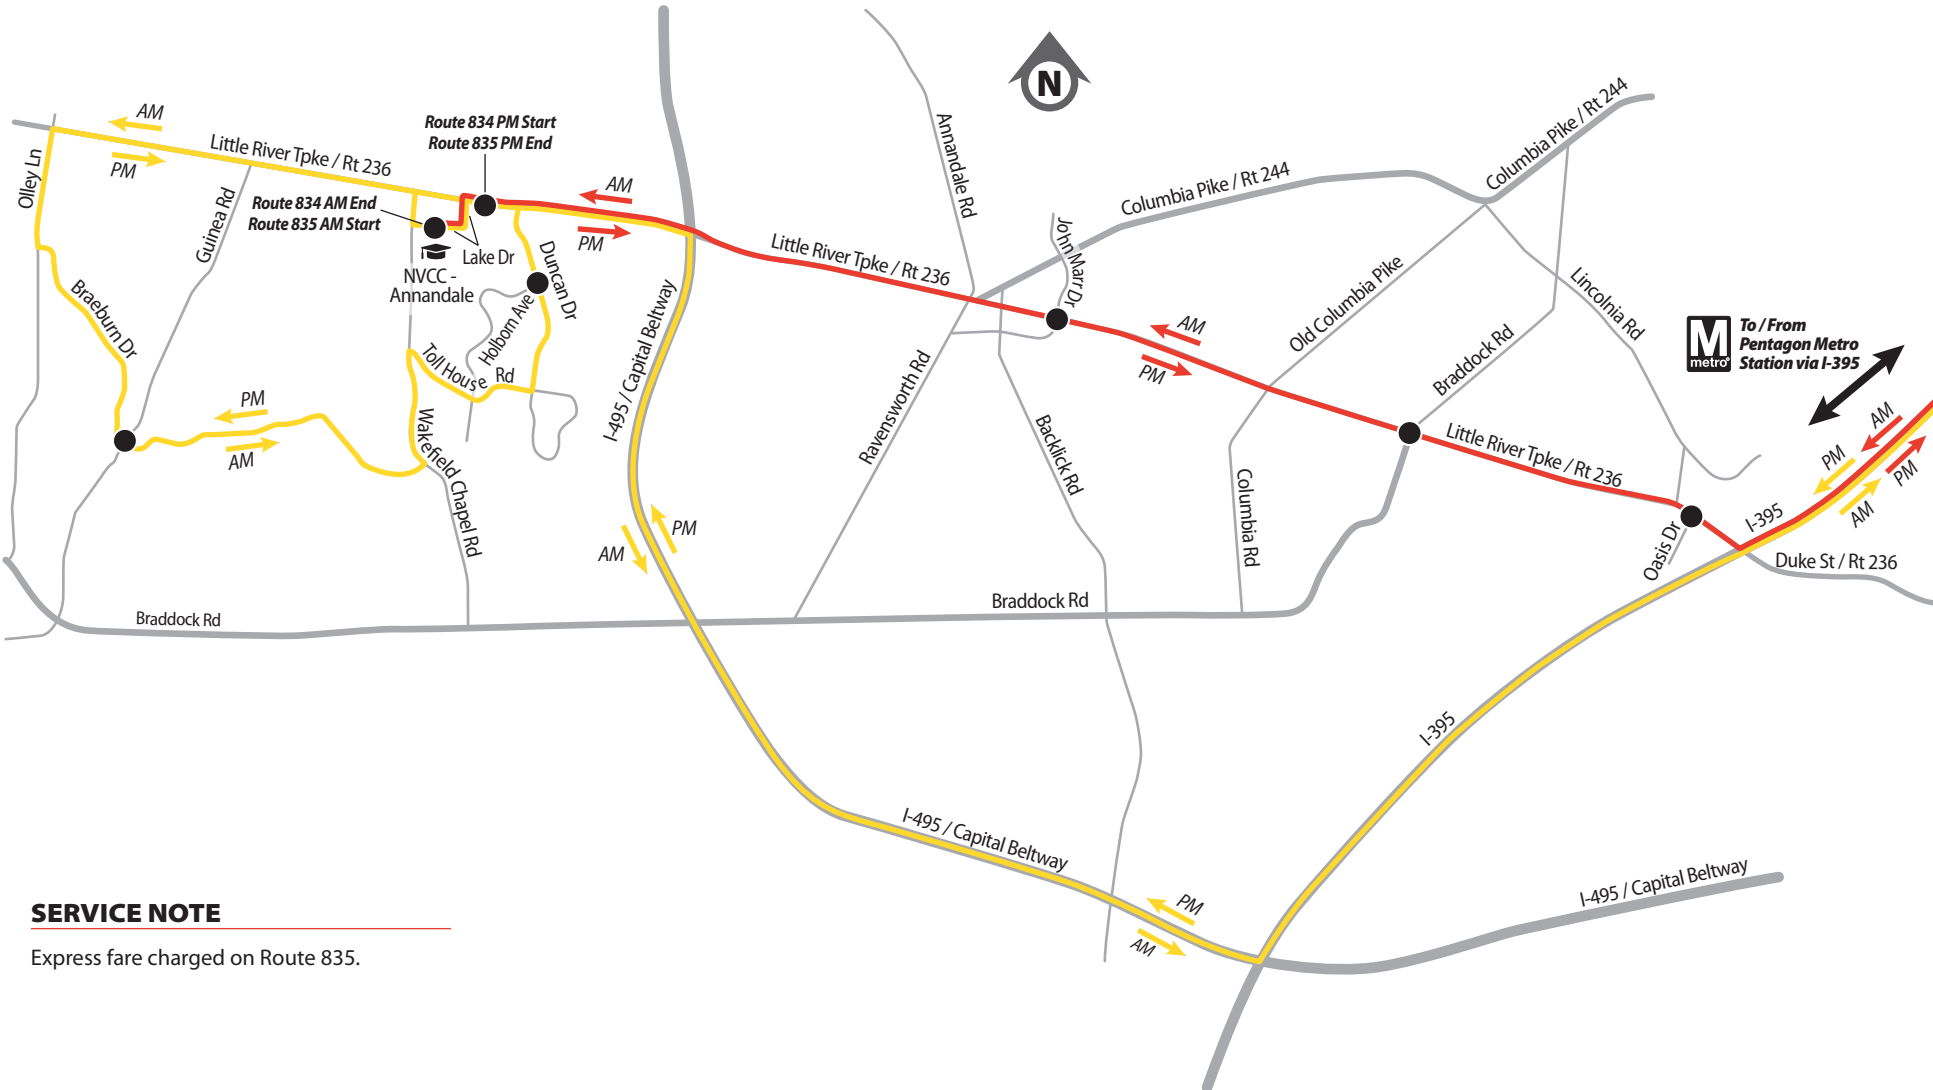 N
Route 834 PM Start
Route 835 PM End
AM
PM
Little River Tpke / Rt 236
Olley Ln
Guinea Rd
Route 834 AM End
Route 835 AM Start
AM
PM
Lake Dr
NVCC -
Annandale
Duncan Dr
Holborn Ave
Braeburn Dr
Toll House Rd
Wakefield Chapel Rd
PM
AM
I-495 / Capital Beltway
AM
PM
Braddock Rd
Annandale Rd
Columbia Pike / Rt 244
Columbia Pike / Rt 244
John Marr Dr
Little River Tpke / Rt 236
AM
PM
Old Columbia Pike
Braddock Rd
Lincolnia Rd
Ravensworth Rd
Backlick Rd
Columbia Rd
Little River Tpke / Rt 236
M
metro®
To / From
Pentagon Metro
Station via I-395
AM
PM
PM
AM
I-395
Oasis Dr
Duke St / Rt 236
Braddock Rd
I-395
I-495 / Capital Beltway
PM
AM
I-495 / Capital Beltway
SERVICE NOTE
Express fare charged on Route 835.